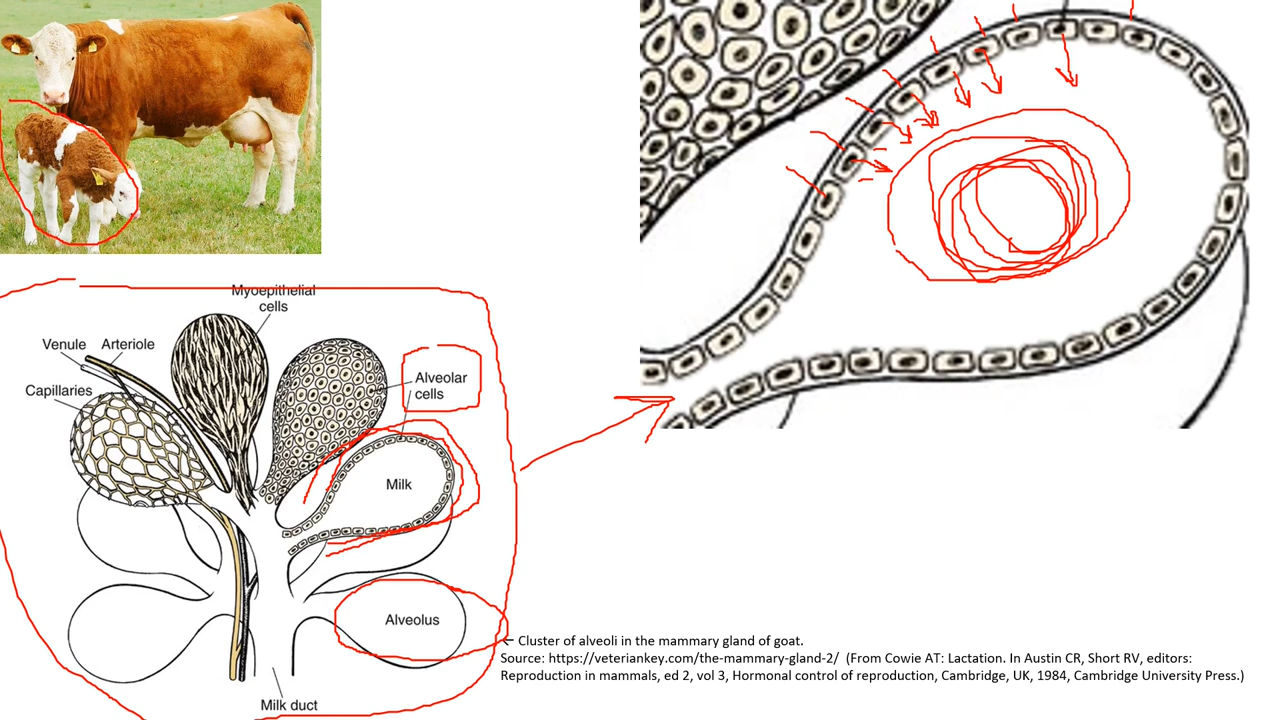 Myoepithelial
cells
Venule
Arteriole
Capillaries
Alveolar
cells
Milk
Alveolus
← Cluster of alveoli in the mammary gland of goat.
Source: https://veteriankey.com/the-mammary-gland-2/ (From Cowie AT: Lactation. In Austin CR, Short RV, editors:
Reproduction in mammals, ed 2, vol 3, Hormonal control of reproduction, Cambridge, UK, 1984, Cambridge University Press.)
Milk duct